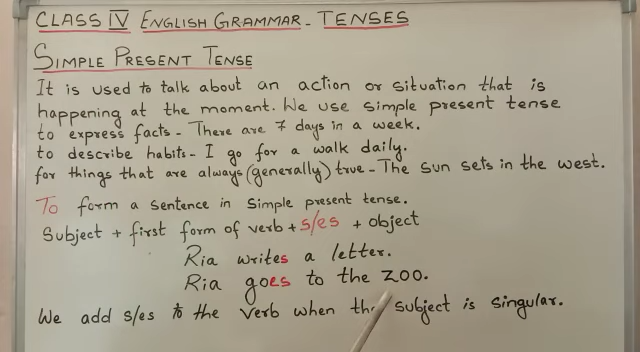 CLASS IV ENGLISH GRAMMAR - TENSES
SIMPLE PRESENT TENSE
It is used to talk about an action or situation that is
happening at the moment. We use simple present tense
to express facts - There are 7 days in a week.
to describe habits - I go for a walk daily.
for things that are always (generally) true - The sun sets in the west.
To form a sentence in Simple present tense.
Subject + first form of verb + s/es + object
Ria writes a letter.
Ria goes to the zoo.
We add s/es to the verb when the subject is singular.